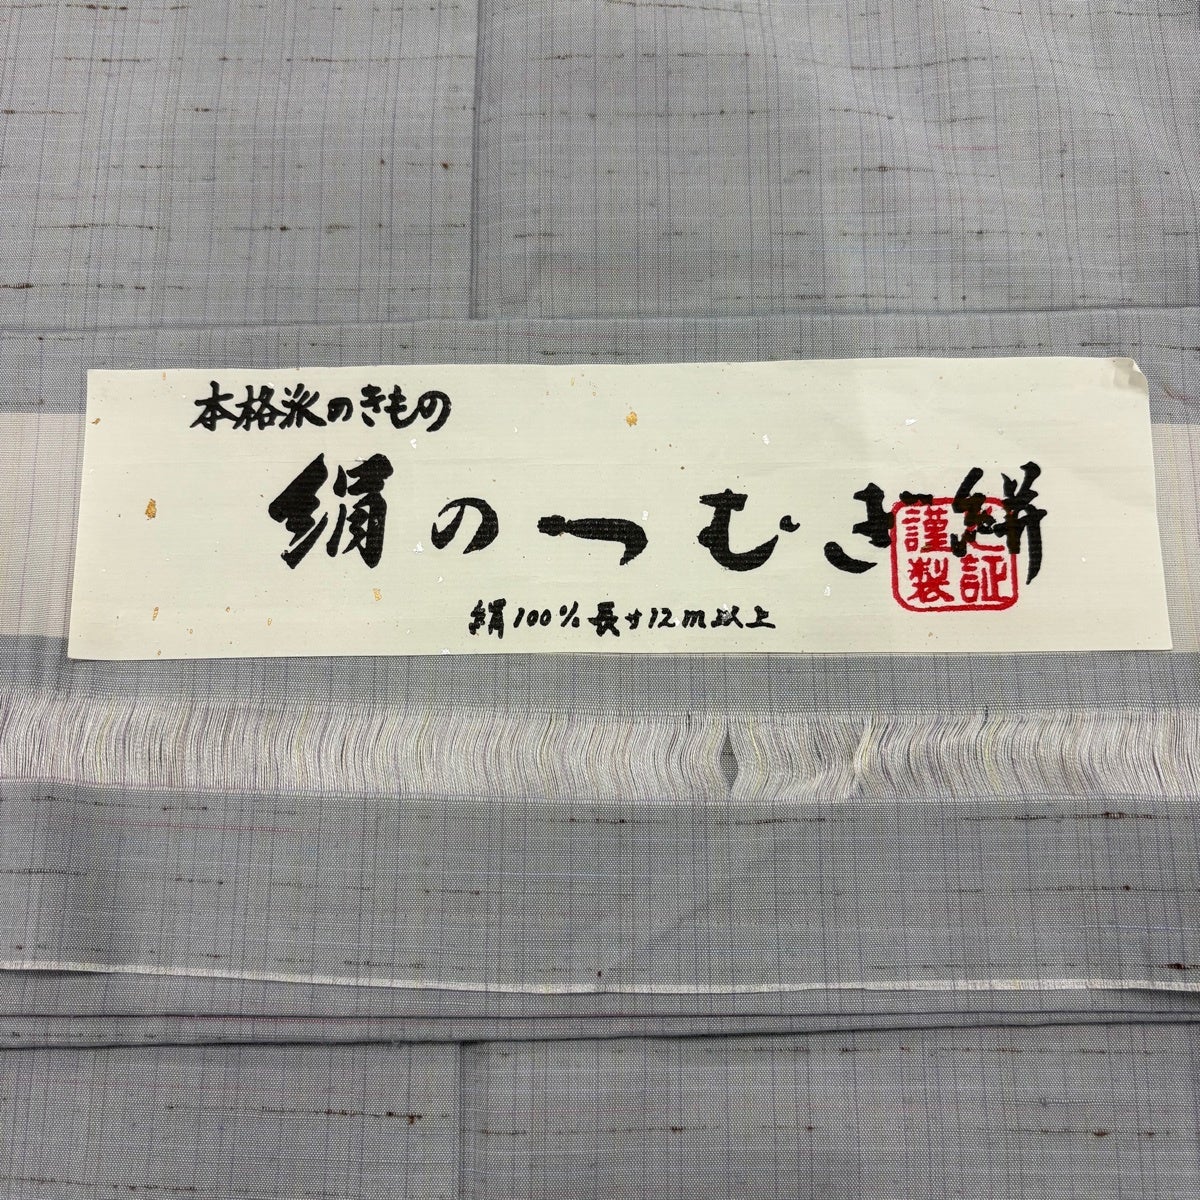 本格派のきもの
絹のつむぎ絣
絹100%長サ12m以上
謹製
証